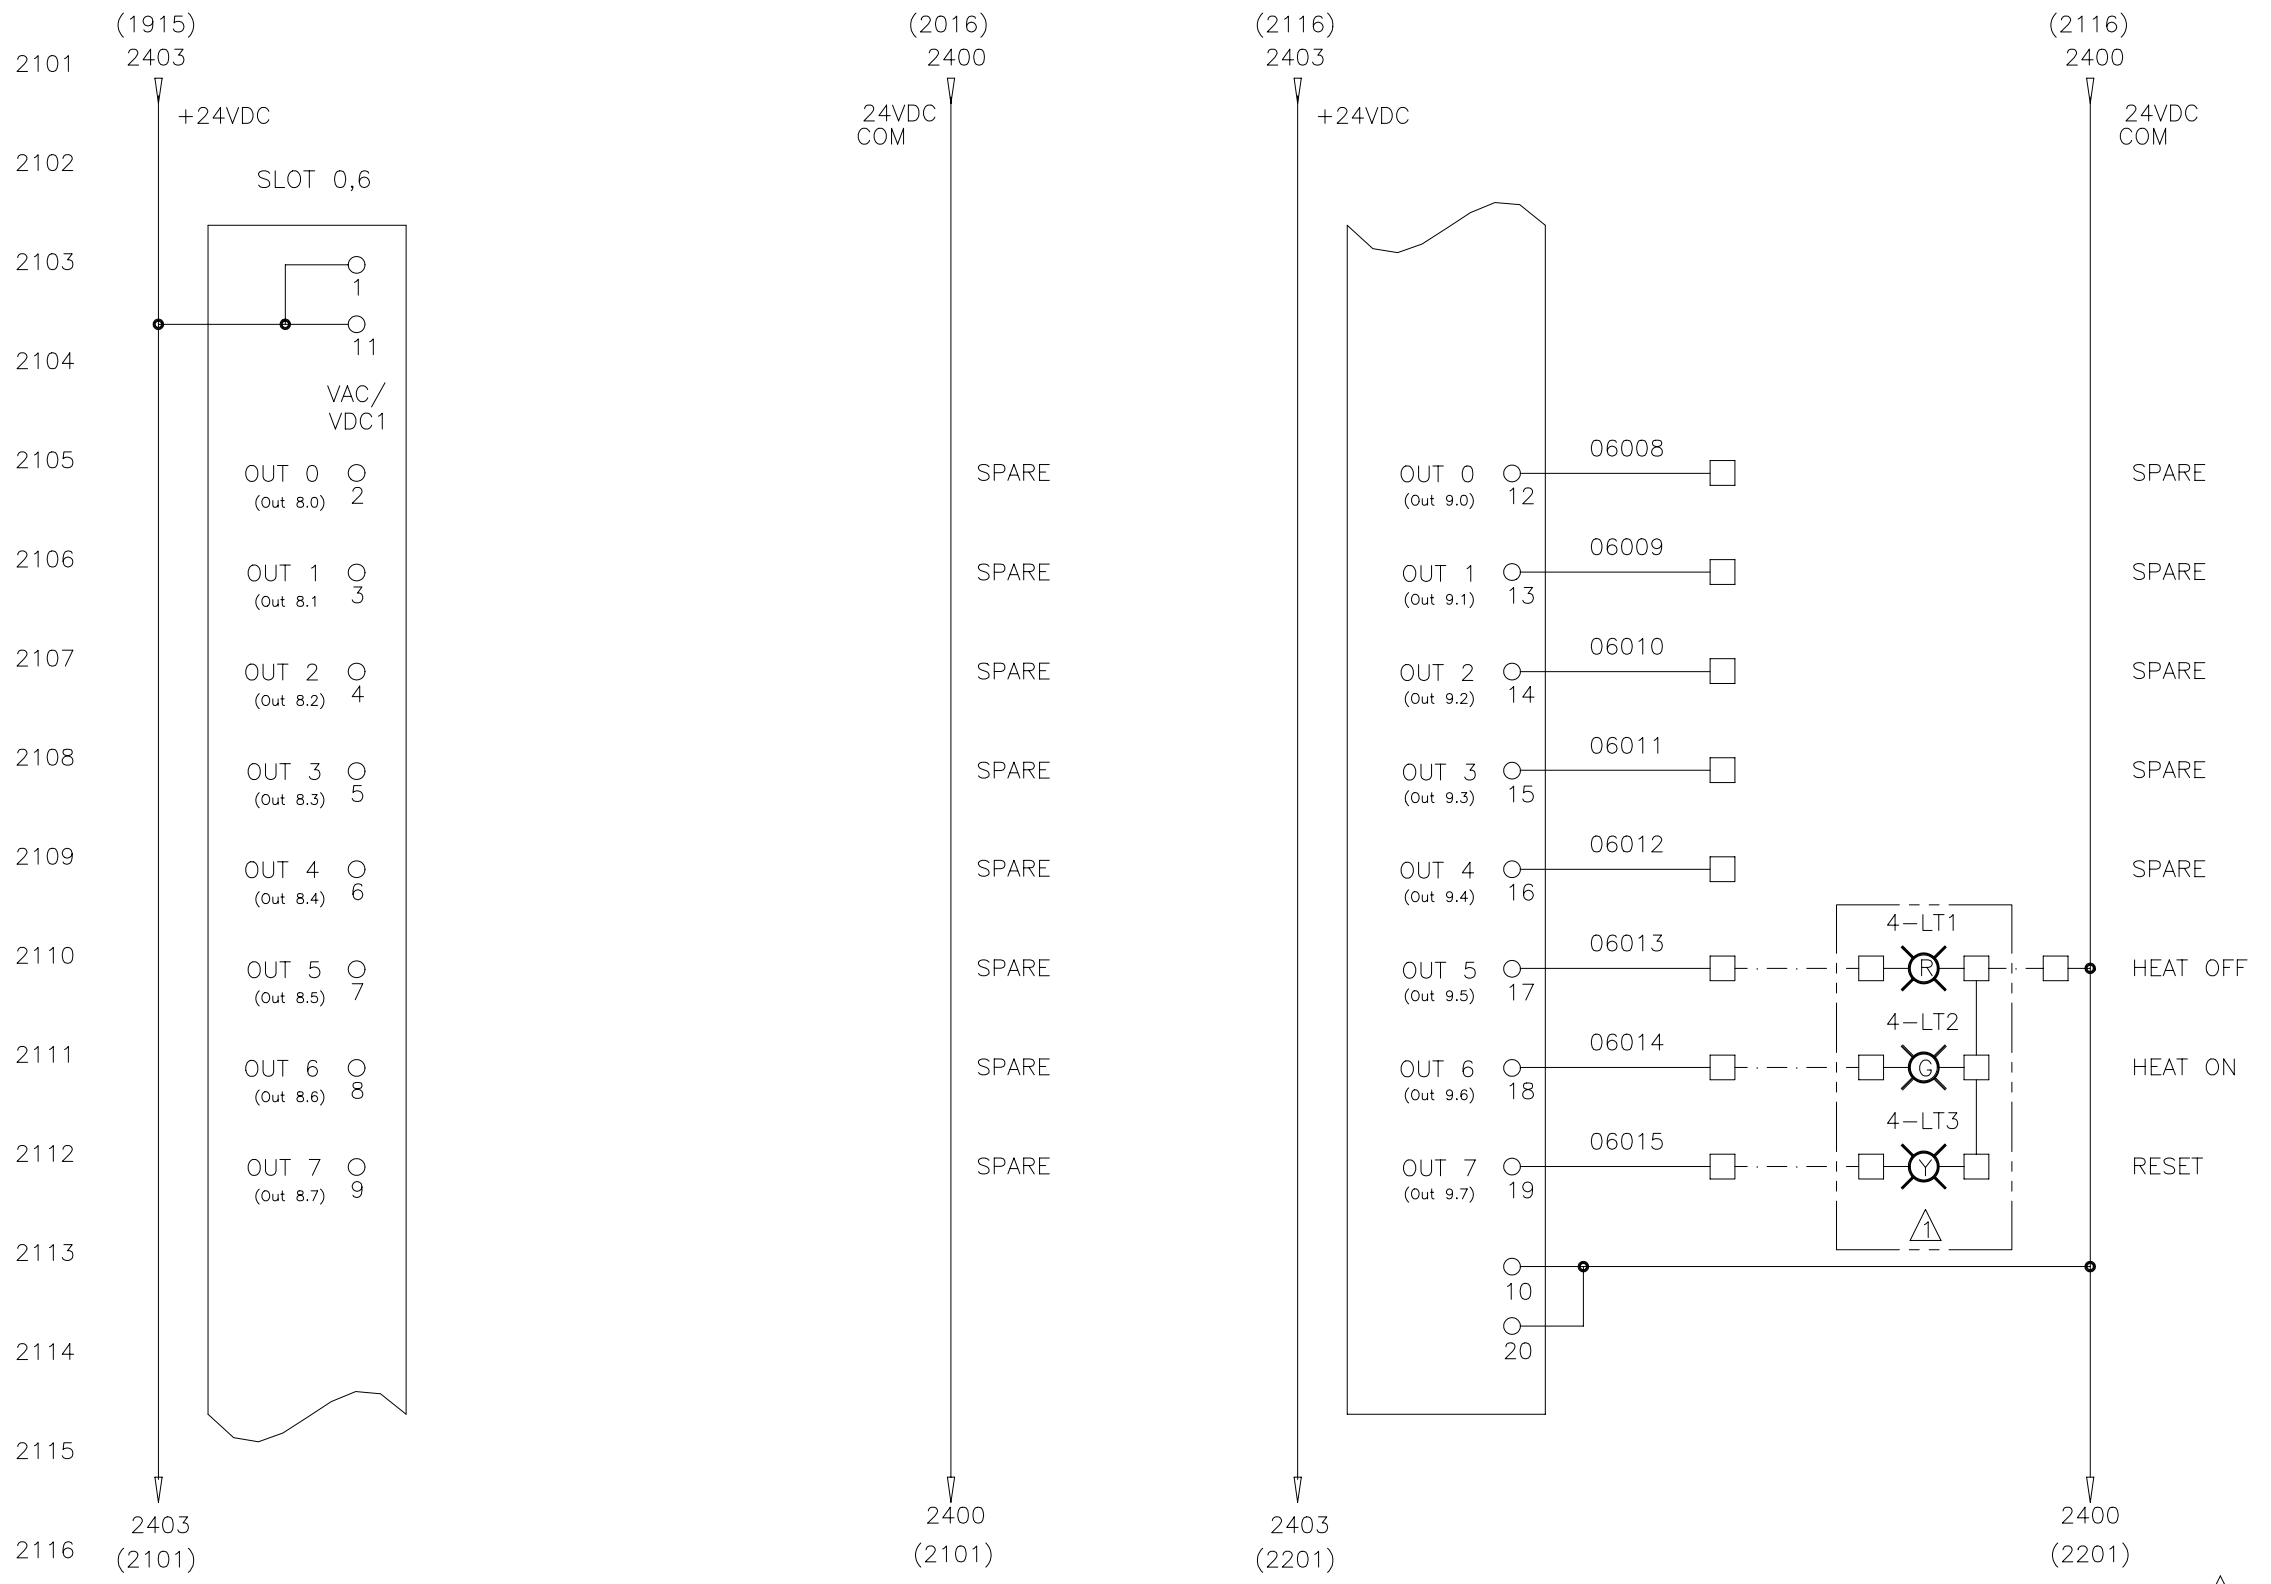 (1915) (2016) (2116) (2116)
2101 2403 2400 2403 2400
+24VDC 24VDC +24VDC 24VDC
COM COM
2102
SLOT 0,6
2103
1
11
2104
VAC/
VDC1
06008
2105 OUT 0 SPARE OUT 0 SPARE
(Out 8.0) 2 (Out 9.0) 12
06009
2106 OUT 1 SPARE OUT 1 SPARE
(Out 8.1 3 (Out 9.1) 13
06010
2107 OUT 2 SPARE OUT 2 SPARE
(Out 8.2) 4 (Out 9.2) 14
06011
2108 OUT 3 SPARE OUT 3 SPARE
(Out 8.3) 5 (Out 9.3) 15
06012
2109 OUT 4 SPARE OUT 4 SPARE
(Out 8.4) 6 (Out 9.4) 16
4-LT1
06013
2110 OUT 5 SPARE OUT 5 R HEAT OFF
(Out 8.5) 7 (Out 9.5) 17
4-LT2
06014
2111 OUT 6 SPARE OUT 6 G HEAT ON
(Out 8.6) 8 (Out 9.6) 18
4-LT3
06015
2112 OUT 7 SPARE OUT 7 Y RESET
(Out 8.7) 9 (Out 9.7) 19
1
2113
10
2114 20
2115
2403 2400 2403 2400
2116 (2101) (2101) (2201) (2201)